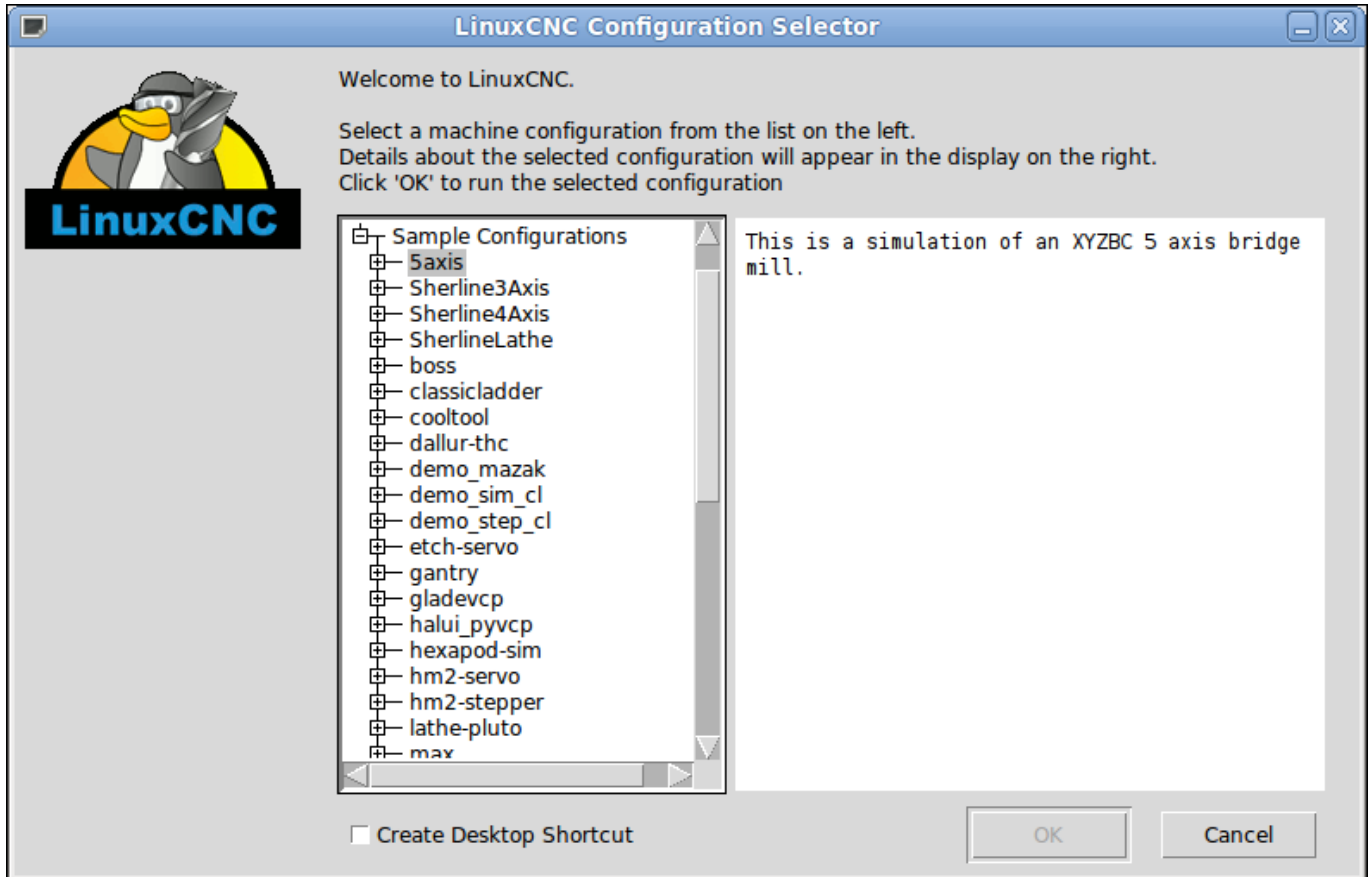 LinuxCNC Configuration Selector
LinuxCNC
Welcome to LinuxCNC.
Select a machine configuration from the list on the left.
Details about the selected configuration will appear in the display on the right.
Click 'OK' to run the selected configuration
Sample Configurations
5axis
Sherline3Axis
Sherline4Axis
SherlineLathe
boss
classicladder
cooltool
dallur-thc
demo_mazak
demo_sim_cl
demo_step_cl
etch-servo
gantry
gladevcp
halui_pyvcp
hexapod-sim
hm2-servo
hm2-stepper
lathe-pluto
max
This is a simulation of an XYZBC 5 axis bridge
mill.
Create Desktop Shortcut
OK
Cancel